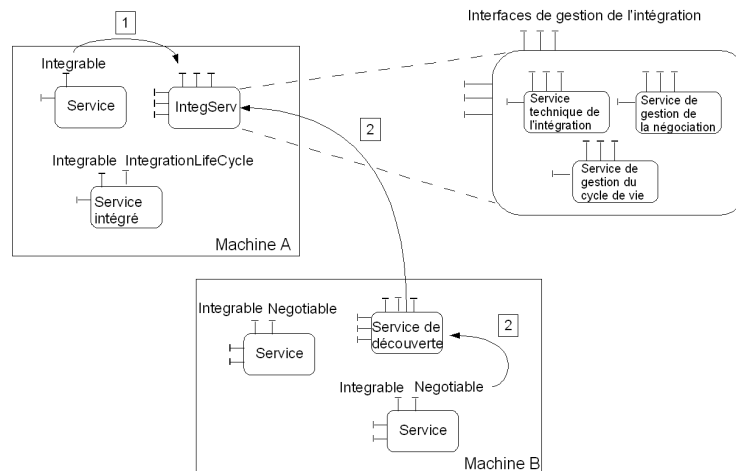 Interfaces de gestion de l'intégration
1
Integrable
Service
IntegServ
Service
technique de
l'intégration
Service de
gestion de
la négociation
2
Integrable IntegrationLifeCycle
Service
intégré
Service de
gestion du
cycle de vie
Machine A
Integrable Negotiable
Service de
découverte
2
Service
Integrable Negotiable
Service
Machine B